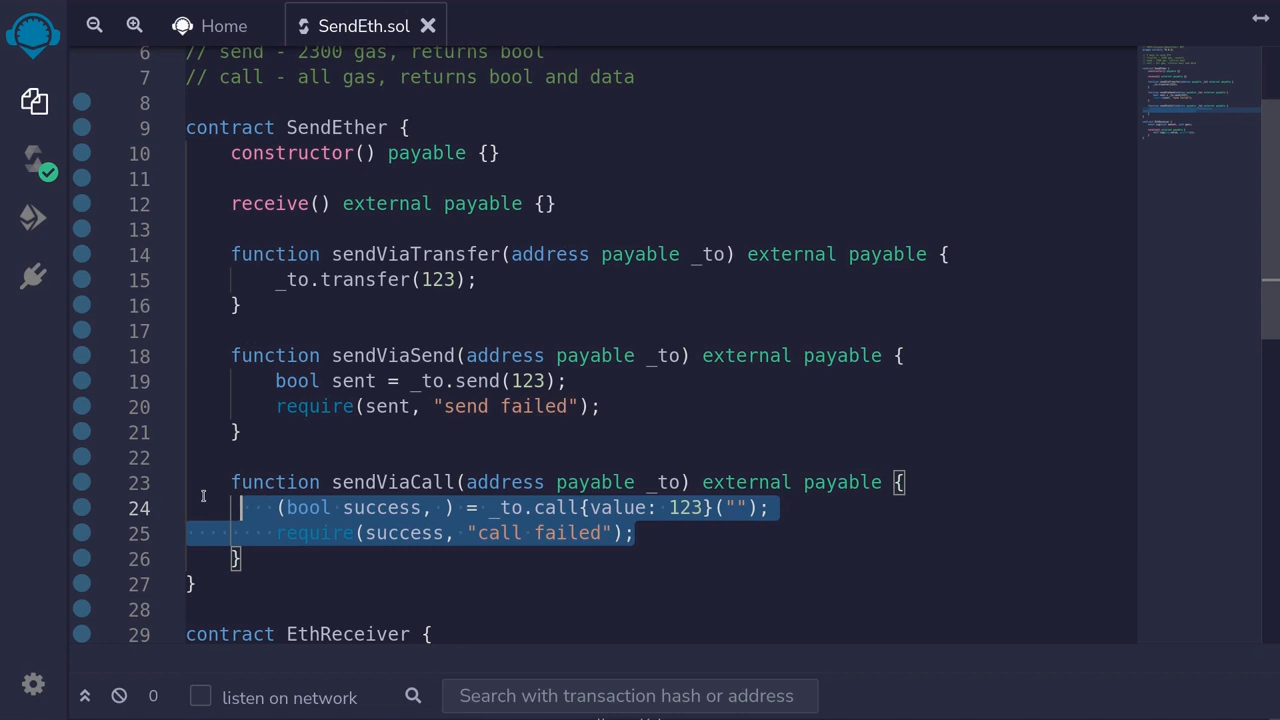 Home
SendEth.sol
6 // send - 2300 gas, returns bool
7 // call - all gas, returns bool and data
8
9 contract SendEther {
10 constructor() payable {}
11
12 receive() external payable {}
13
14 function sendViaTransfer(address payable _to) external payable {
15 _to.transfer(123);
16 }
17
18 function sendViaSend(address payable _to) external payable {
19 bool sent = _to.send(123);
20 require(sent, "send failed");
21 }
22
23 function sendViaCall(address payable _to) external payable {
24 (bool success, ) = _to.call{value: 123}("");
25 require(success, "call failed");
26 }
27 }
28
29 contract EthReceiver {
0 listen on network Search with transaction hash or address